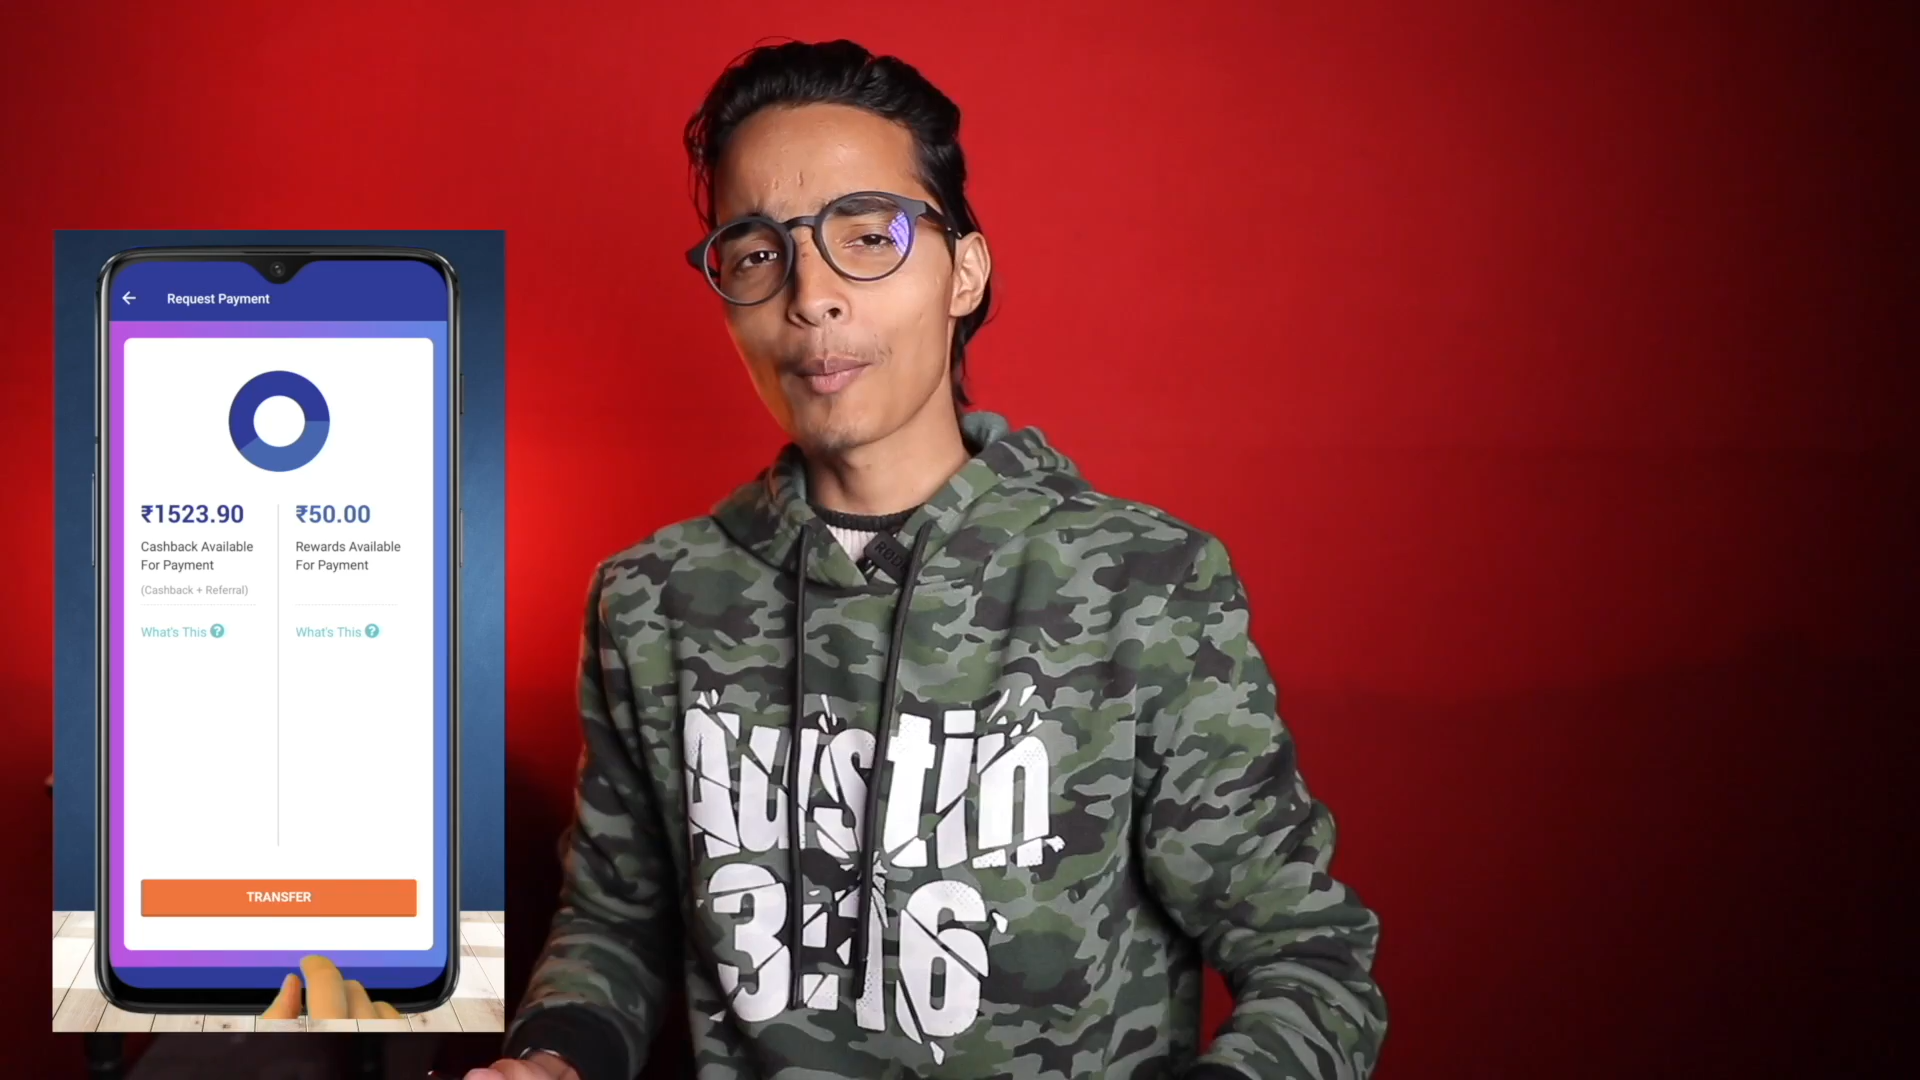 Request Payment
₹1523.90
Cashback Available
For Payment
(Cashback + Referral)
What's This ?
₹50.00
Rewards Available
For Payment
What's This ?
TRANSFER
Austin
3:16